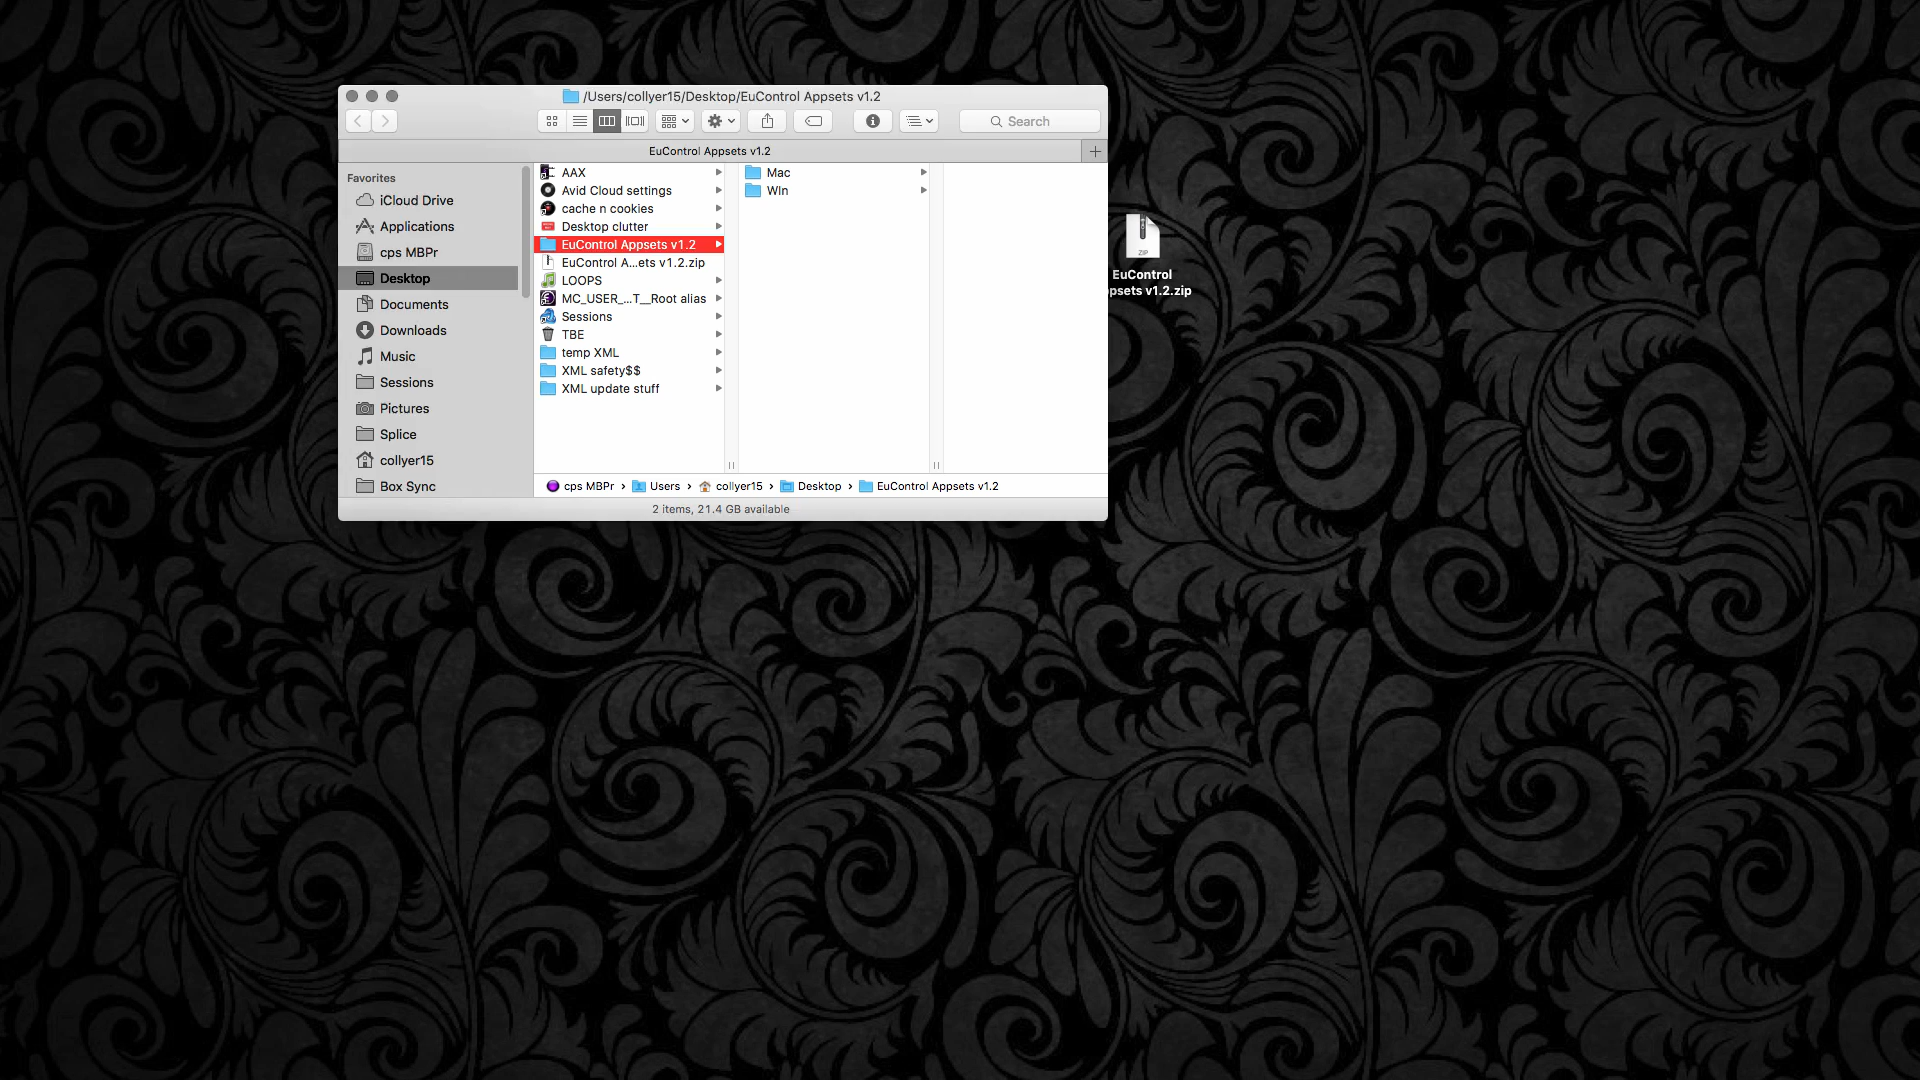 /Users/collyer15/Desktop/EuControl Appsets v1.2
Search
EuControl Appsets v1.2
Favorites
iCloud Drive
Applications
cps MBPr
Desktop
Documents
Downloads
Music
Sessions
Pictures
Splice
collyer15
Box Sync
AAX
Avid Cloud settings
cache n cookies
Desktop clutter
EuControl Appsets v1.2
EuControl A...ets v1.2.zip
LOOPS
MC_USER_...T__Root alias
Sessions
TBE
temp XML
XML safety$$
XML update stuff
Mac
WIn
cps MBPr › Users › collyer15 › Desktop › EuControl Appsets v1.2
2 items, 21.4 GB available
ZIP
EuControl
psets v1.2.zip